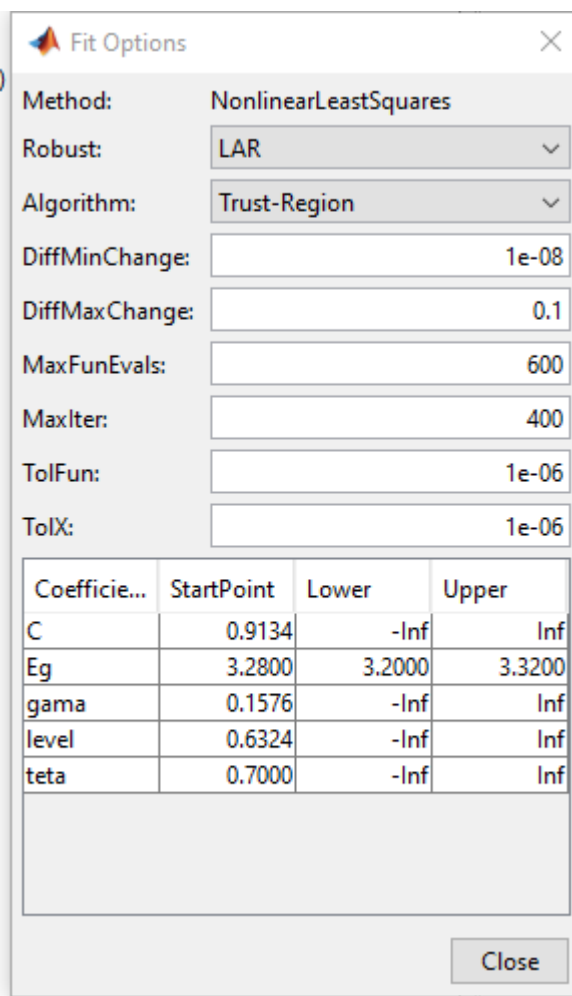 Fit Options
Method: NonlinearLeastSquares
Robust: LAR
Algorithm: Trust-Region
DiffMinChange: 1e-08
DiffMaxChange: 0.1
MaxFunEvals: 600
MaxIter: 400
TolFun: 1e-06
TolX: 1e-06
Coefficie... StartPoint Lower Upper
C 0.9134 -Inf Inf
Eg 3.2800 3.2000 3.3200
gama 0.1576 -Inf Inf
level 0.6324 -Inf Inf
teta 0.7000 -Inf Inf
Close